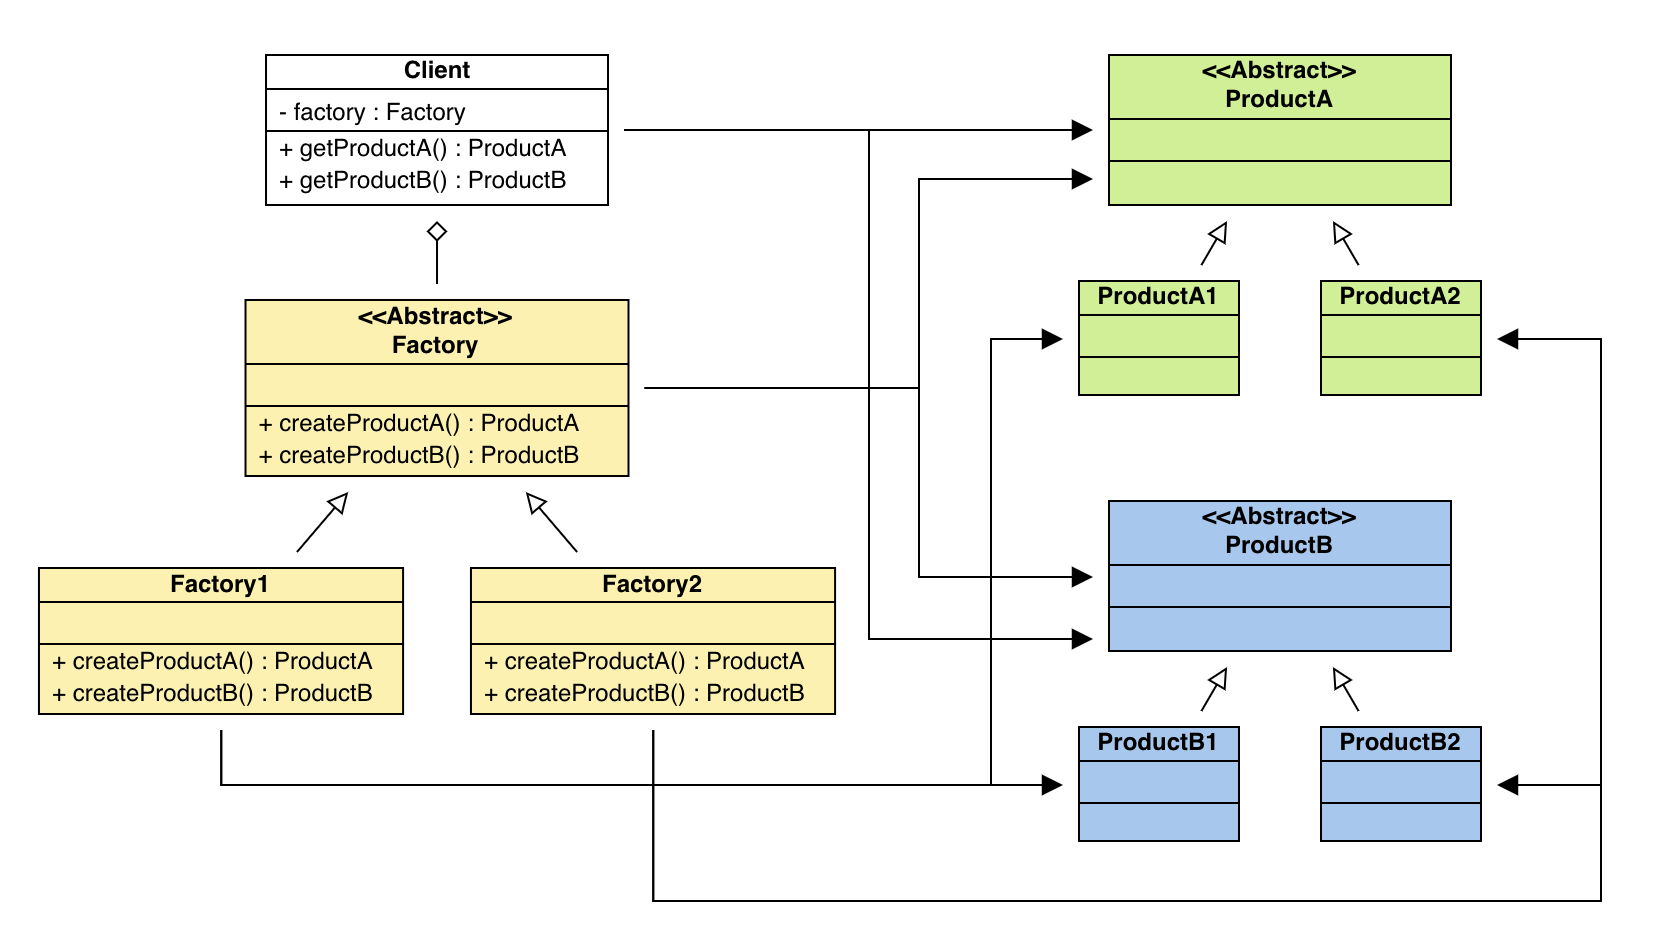 Client
- factory : Factory
+ getProductA() : ProductA
+ getProductB() : ProductB
<<Abstract>>
Factory
+ createProductA() : ProductA
+ createProductB() : ProductB
Factory1
+ createProductA() : ProductA
+ createProductB() : ProductB
Factory2
+ createProductA() : ProductA
+ createProductB() : ProductB
<<Abstract>>
ProductA
ProductA1
ProductA2
<<Abstract>>
ProductB
ProductB1
ProductB2